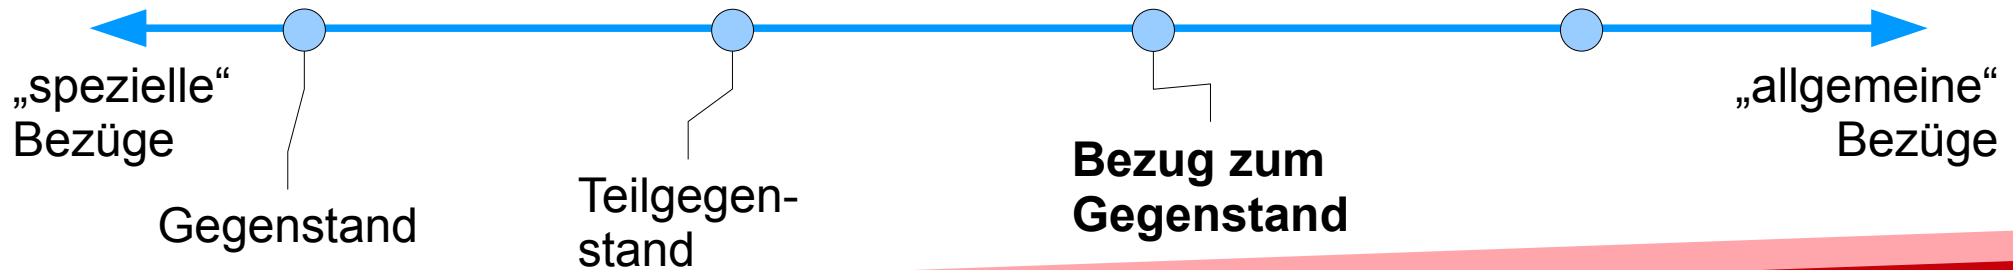 „spezielle“
Bezüge
Gegenstand
Teilgegen-
stand
Bezug zum
Gegenstand
„allgemeine“
Bezüge